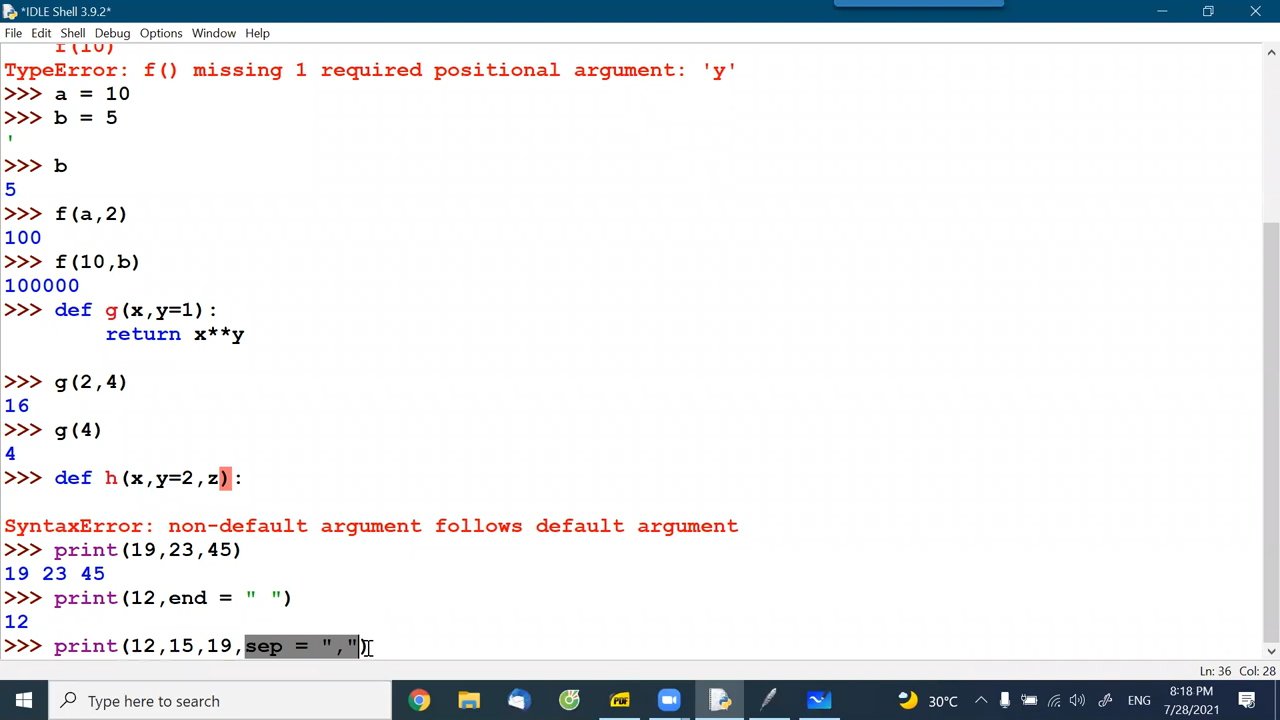 *IDLE Shell 3.9.2*
File Edit Shell Debug Options Window Help
f(10)
TypeError: f() missing 1 required positional argument: 'y'
>>> a = 10
>>> b = 5
'
>>> b
5
>>> f(a,2)
100
>>> f(10,b)
100000
>>> def g(x,y=1):
return x**y
>>> g(2,4)
16
>>> g(4)
4
>>> def h(x,y=2,z):
SyntaxError: non-default argument follows default argument
>>> print(19,23,45)
19 23 45
>>> print(12,end = " ")
12
>>> print(12,15,19,sep = ",")
Ln: 36 Col: 28
Type here to search
PDF
30°C
ENG
8:18 PM
7/28/2021